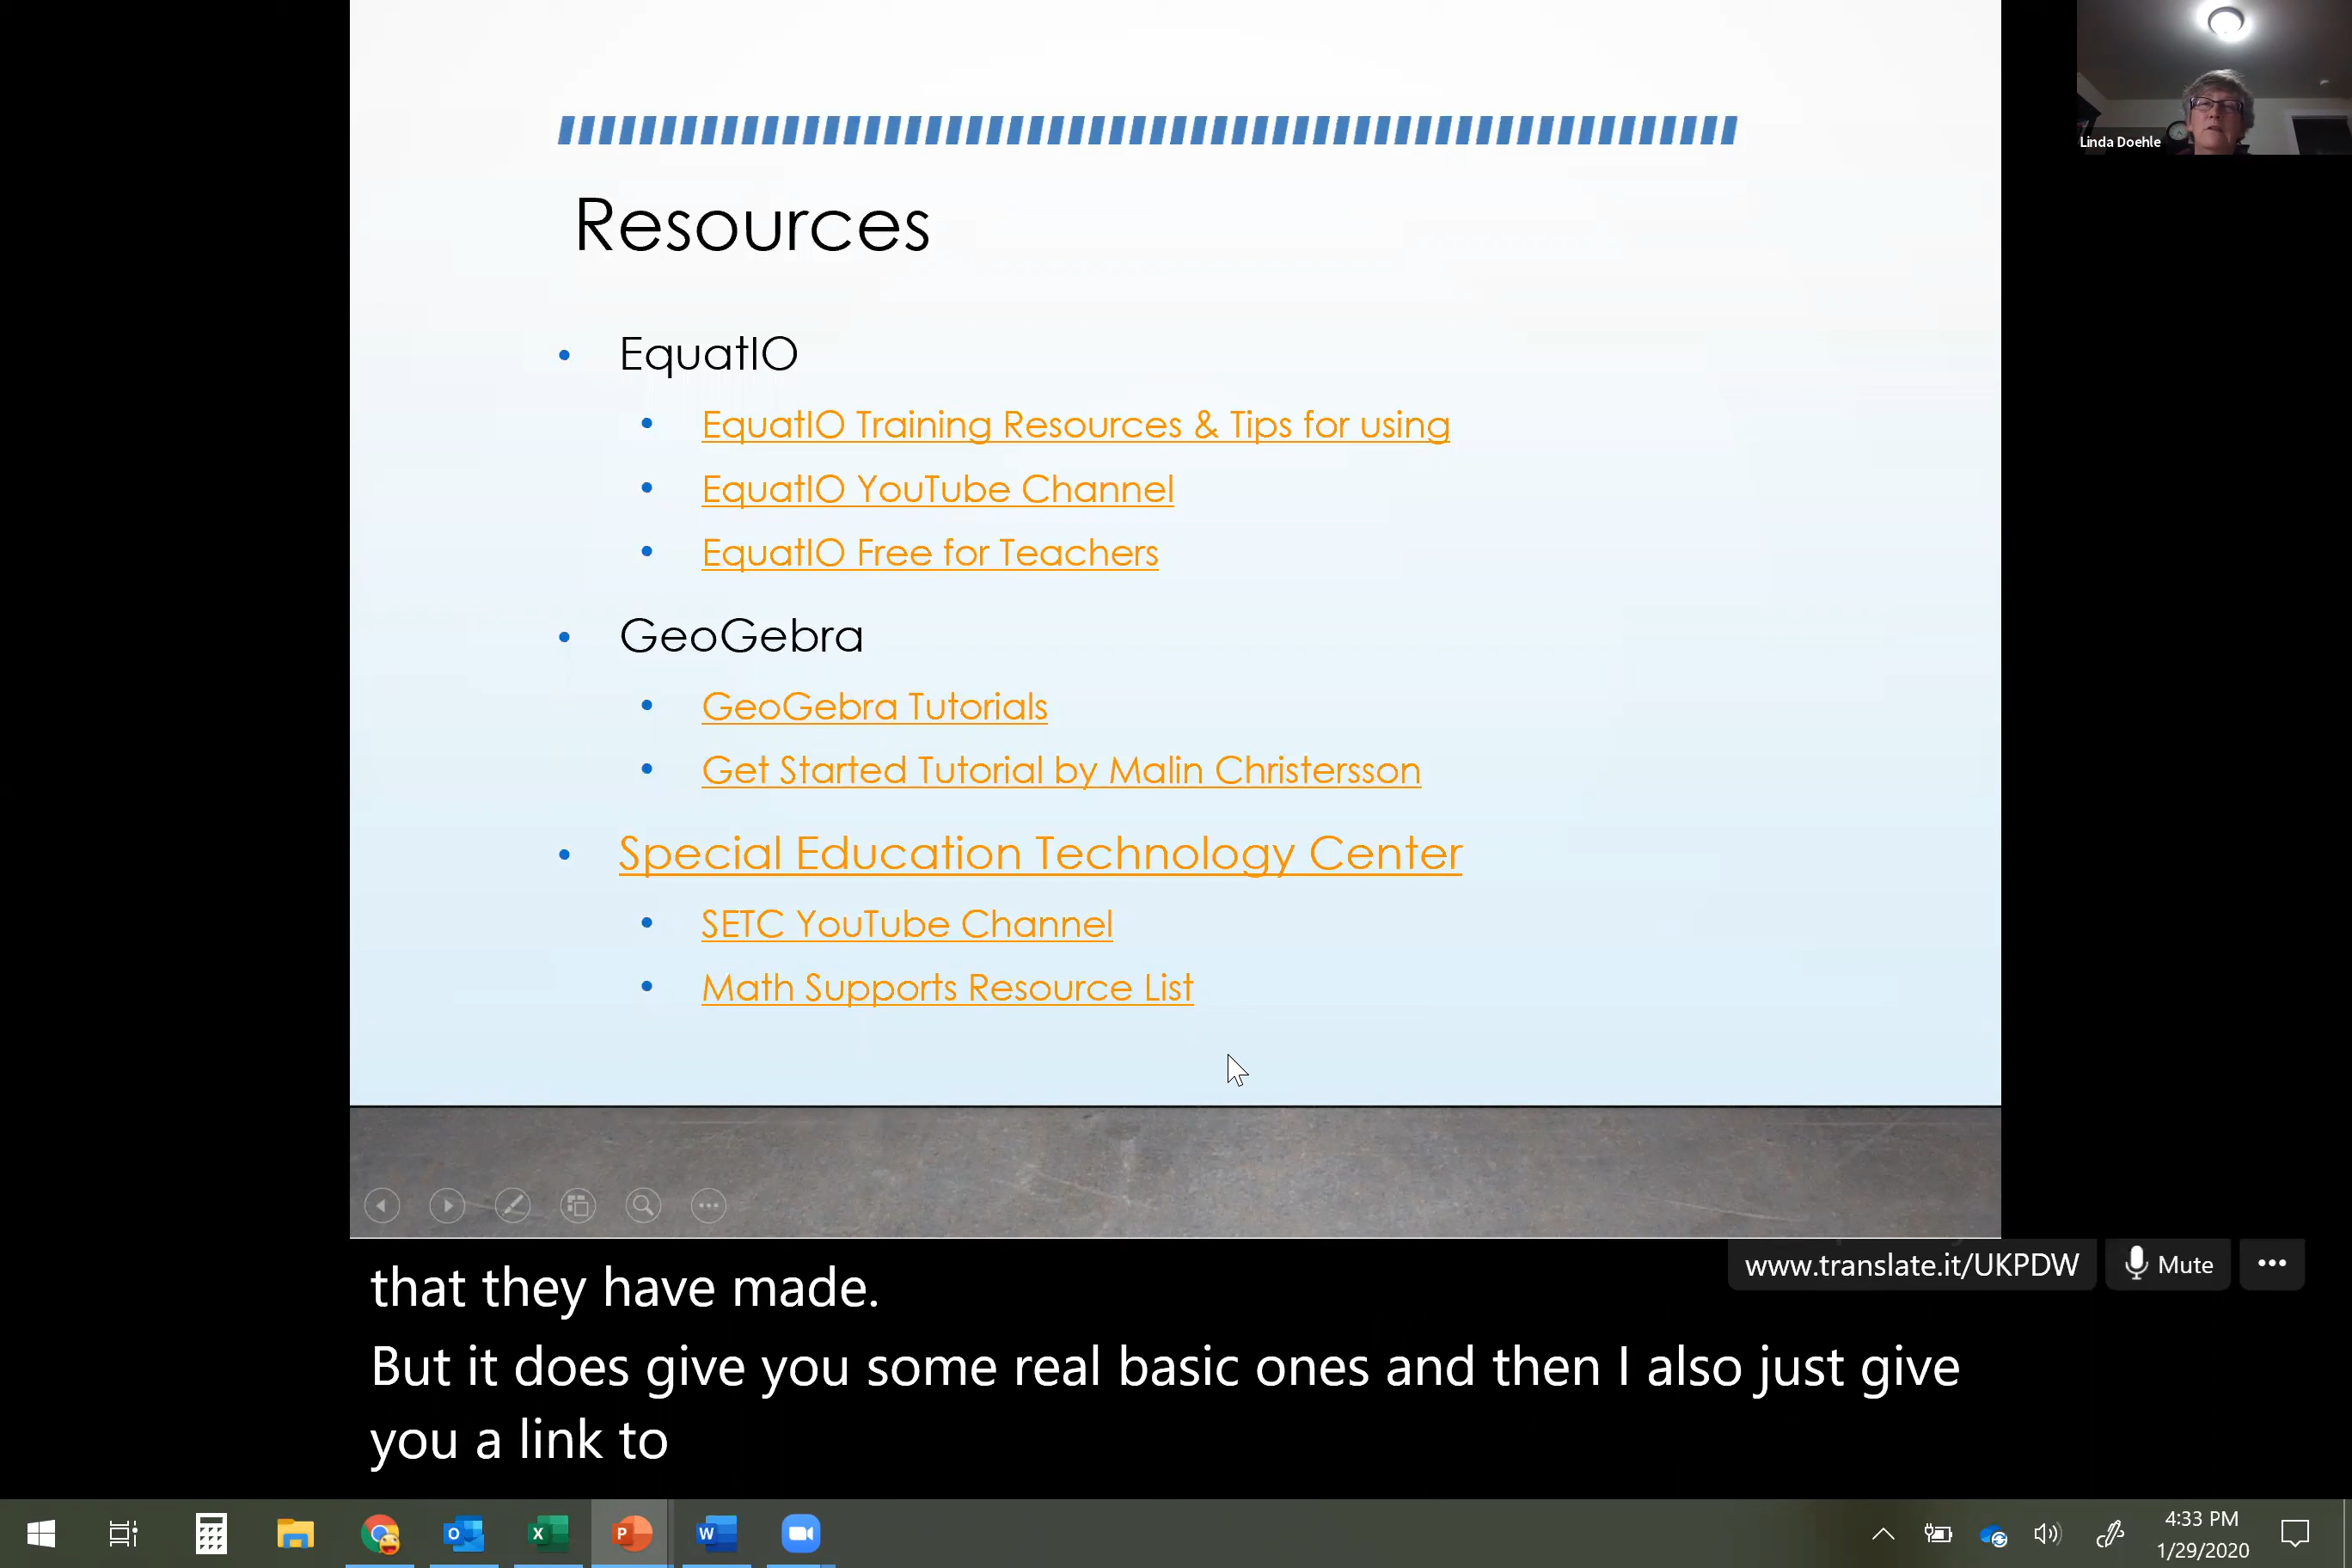 Linda Doehle
Resources
EquatIO
EquatIO Training Resources & Tips for using
EquatIO YouTube Channel
EquatIO Free for Teachers
GeoGebra
GeoGebra Tutorials
Get Started Tutorial by Malin Christersson
Special Education Technology Center
SETC YouTube Channel
Math Supports Resource List
www.translate.it/UKPDW
Mute
that they have made.
But it does give you some real basic ones and then I also just give
you a link to
4:33 PM
1/29/2020